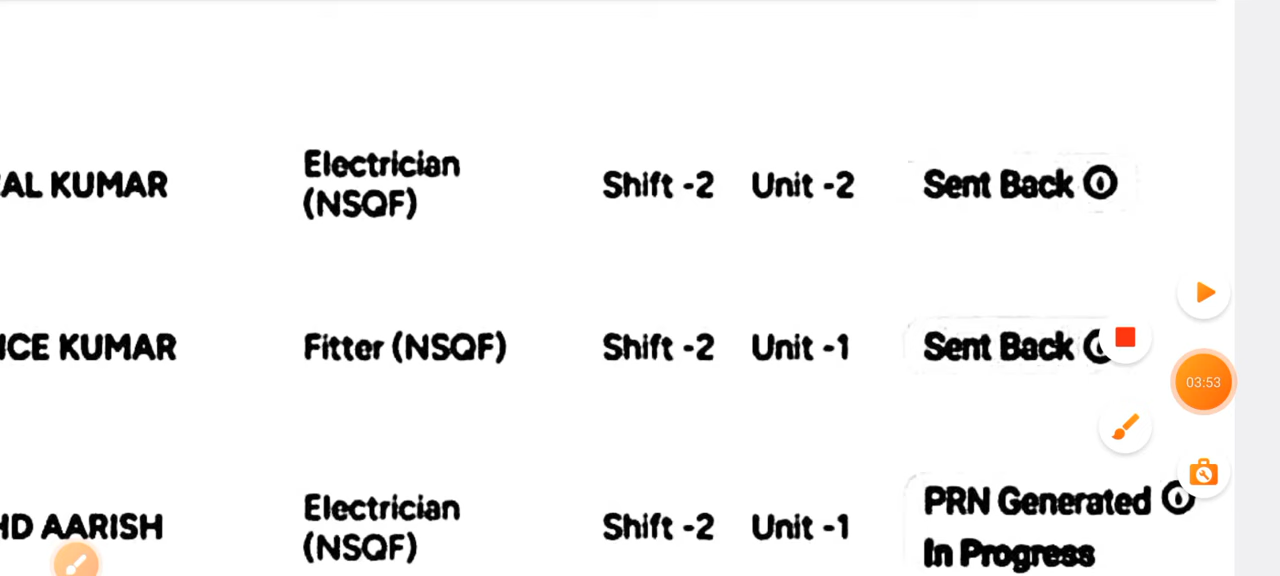 Electrician
AL KUMAR Shift -2 Unit -2 Sent Back
(NSQF)
ICE KUMAR Fitter (NSQF) Shift -2 Unit -1 Sent Back
03:53
Electrician PRN Generated
HD AARISH Shift -2 Unit -1
(NSQF) In Progress